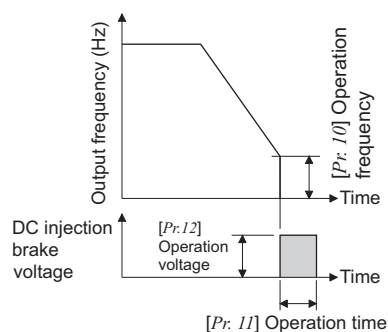 Output frequency (Hz)
[Pr. 10] Operation
frequency
Time
DC injection
brake
voltage
[Pr.12]
Operation
voltage
Time
[Pr. 11] Operation time